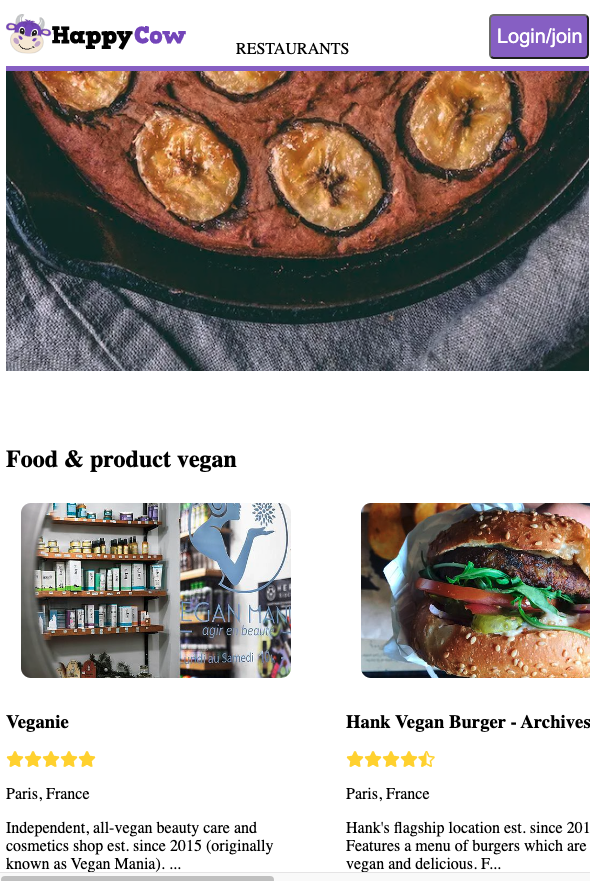 HappyCow
RESTAURANTS
Login/join
Food & product vegan
EGAN MAN
agir en beauté
au Samedi
Veganie
Hank Vegan Burger - Archives
Paris, France
Paris, France
Independent, all-vegan beauty care and
cosmetics shop est. since 2015 (originally
known as Vegan Mania). ...
Hank's flagship location est. since 201
Features a menu of burgers which are
vegan and delicious. F...